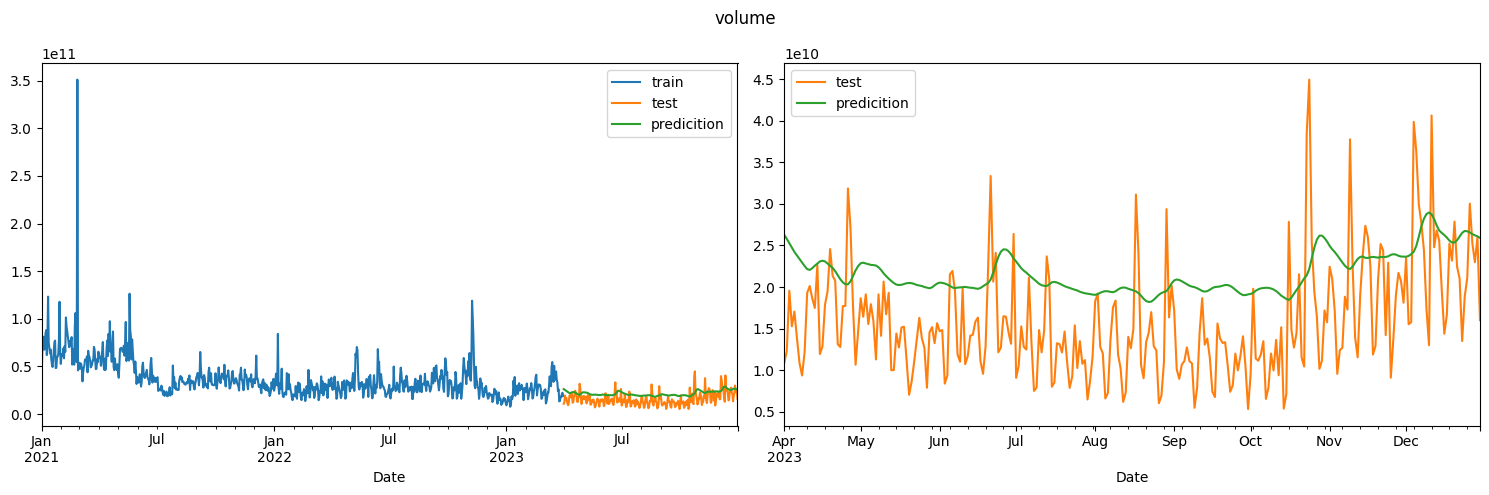 volume
1e11
3.5
3.0
2.5
2.0
1.5
1.0
0.5
0.0
train
test
predicition
Jan
2021
Jul
Jan
2022
Jul
Jan
2023
Jul
Date
1e10
4.5
4.0
3.5
3.0
2.5
2.0
1.5
1.0
0.5
test
predicition
Apr
2023
May
Jun
Jul
Aug
Sep
Oct
Nov
Dec
Date